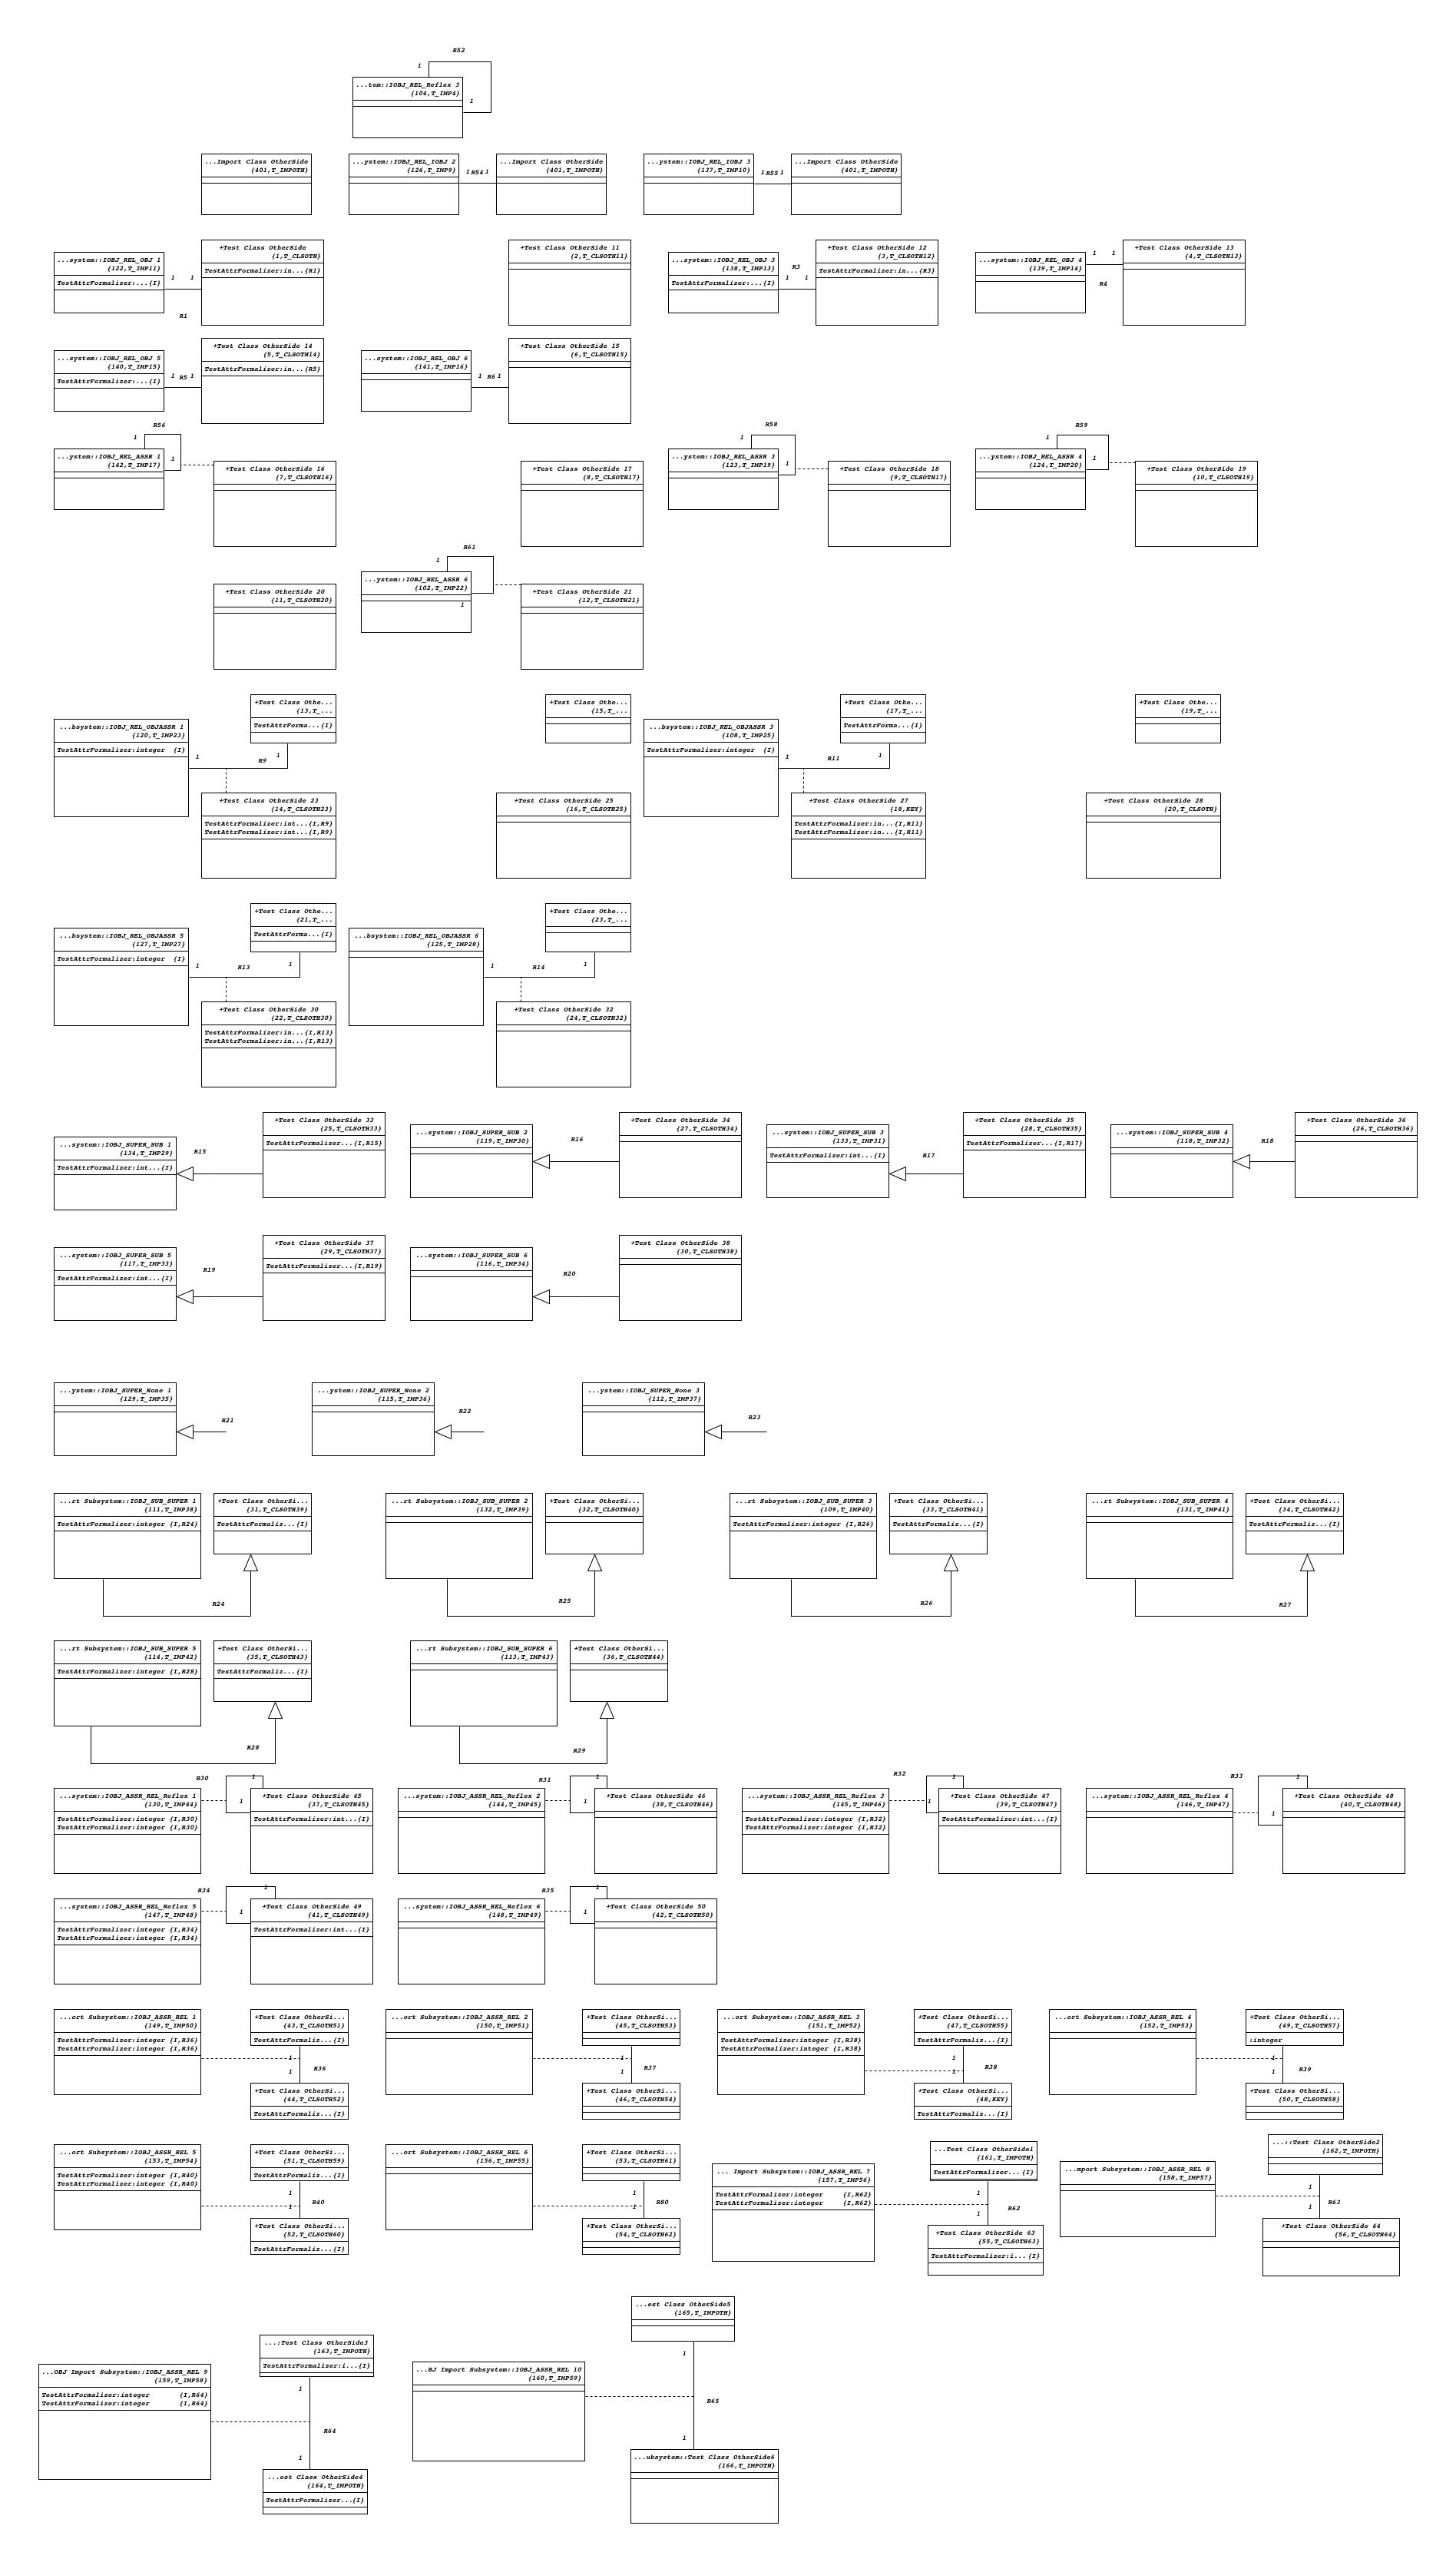 R52
1
...tem::IOBJ_REL_Reflex 3
{104,T_IMP4}
1
...Import Class OtherSide
{401,T_IMPOTH}
...ystem::IOBJ_REL_IOBJ 2
{126,T_IMP9}
1 R54 1
...Import Class OtherSide
{401,T_IMPOTH}
...ystem::IOBJ_REL_IOBJ 3
{137,T_IMP10}
1 R55 1
...Import Class OtherSide
{401,T_IMPOTH}
...system::IOBJ_REL_OBJ 1
{122,T_IMP11}
TestAttrFormalizer:...{I}
1 1
R1
+Test Class OtherSide
{1,T_CLSOTH}
TestAttrFormalizer:in...{R1}
+Test Class OtherSide 11
{2,T_CLSOTH11}
...system::IOBJ_REL_OBJ 3
{138,T_IMP13}
TestAttrFormalizer:...{I}
R3
1 1
+Test Class OtherSide 12
{3,T_CLSOTH12}
TestAttrFormalizer:in...{R3}
...system::IOBJ_REL_OBJ 4
{139,T_IMP14}
1 1
R4
+Test Class OtherSide 13
{4,T_CLSOTH13}
...system::IOBJ_REL_OBJ 5
{140,T_IMP15}
TestAttrFormalizer:...{I}
1 R5 1
+Test Class OtherSide 14
{5,T_CLSOTH14}
TestAttrFormalizer:in...{R5}
...system::IOBJ_REL_OBJ 6
{141,T_IMP16}
1 R6 1
+Test Class OtherSide 15
{6,T_CLSOTH15}
R56
1
...ystem::IOBJ_REL_ASSR 1
{142,T_IMP17}
1
+Test Class OtherSide 16
{7,T_CLSOTH16}
+Test Class OtherSide 17
{8,T_CLSOTH17}
R58
1
...ystem::IOBJ_REL_ASSR 3
{123,T_IMP19}
1
+Test Class OtherSide 18
{9,T_CLSOTH17}
R59
1
...ystem::IOBJ_REL_ASSR 4
{124,T_IMP20}
1
+Test Class OtherSide 19
{10,T_CLSOTH19}
+Test Class OtherSide 20
{11,T_CLSOTH20}
R61
1
...ystem::IOBJ_REL_ASSR 6
{102,T_IMP22}
1
+Test Class OtherSide 21
{12,T_CLSOTH21}
...bsystem::IOBJ_REL_OBJASSR 1
{120,T_IMP23}
TestAttrFormalizer:integer {I}
+Test Class Othe...
{13,T_...
TestAttrForma...{I}
1 R9 1
+Test Class OtherSide 23
{14,T_CLSOTH23}
TestAttrFormalizer:int...{I,R9}
TestAttrFormalizer:int...{I,R9}
+Test Class Othe...
{15,T_...
+Test Class OtherSide 25
{16,T_CLSOTH25}
...bsystem::IOBJ_REL_OBJASSR 3
{108,T_IMP25}
TestAttrFormalizer:integer {I}
+Test Class Othe...
{17,T_...
TestAttrForma...{I}
1 R11 1
+Test Class OtherSide 27
{18,KEY}
TestAttrFormalizer:in...{I,R11}
TestAttrFormalizer:in...{I,R11}
+Test Class Othe...
{19,T_...
+Test Class OtherSide 28
{20,T_CLSOTH}
...bsystem::IOBJ_REL_OBJASSR 5
{127,T_IMP27}
TestAttrFormalizer:integer {I}
+Test Class Othe...
{21,T_...
TestAttrForma...{I}
1 R13 1
+Test Class OtherSide 30
{22,T_CLSOTH30}
TestAttrFormalizer:in...{I,R13}
TestAttrFormalizer:in...{I,R13}
...bsystem::IOBJ_REL_OBJASSR 6
{125,T_IMP28}
+Test Class Othe...
{23,T_...
1 R14 1
+Test Class OtherSide 32
{24,T_CLSOTH32}
...system::IOBJ_SUPER_SUB 1
{134,T_IMP29}
TestAttrFormalizer:int...{I}
R15
+Test Class OtherSide 33
{25,T_CLSOTH33}
TestAttrFormalizer...{I,R15}
...system::IOBJ_SUPER_SUB 2
{119,T_IMP30}
R16
+Test Class OtherSide 34
{27,T_CLSOTH34}
...system::IOBJ_SUPER_SUB 3
{133,T_IMP31}
TestAttrFormalizer:int...{I}
R17
+Test Class OtherSide 35
{28,T_CLSOTH35}
TestAttrFormalizer...{I,R17}
...system::IOBJ_SUPER_SUB 4
{118,T_IMP32}
R18
+Test Class OtherSide 36
{26,T_CLSOTH36}
...system::IOBJ_SUPER_SUB 5
{117,T_IMP33}
TestAttrFormalizer:int...{I}
R19
+Test Class OtherSide 37
{29,T_CLSOTH37}
TestAttrFormalizer...{I,R19}
...system::IOBJ_SUPER_SUB 6
{116,T_IMP34}
R20
+Test Class OtherSide 38
{30,T_CLSOTH38}
...ystem::IOBJ_SUPER_None 1
{129,T_IMP35}
R21
...ystem::IOBJ_SUPER_None 2
{115,T_IMP36}
R22
...ystem::IOBJ_SUPER_None 3
{112,T_IMP37}
R23
...rt Subsystem::IOBJ_SUB_SUPER 1
{111,T_IMP38}
TestAttrFormalizer:integer {I,R24}
+Test Class OtherSi...
{31,T_CLSOTH39}
TestAttrFormaliz...{I}
R24
...rt Subsystem::IOBJ_SUB_SUPER 2
{132,T_IMP39}
+Test Class OtherSi...
{32,T_CLSOTH40}
R25
...rt Subsystem::IOBJ_SUB_SUPER 3
{109,T_IMP40}
TestAttrFormalizer:integer {I,R26}
+Test Class OtherSi...
{33,T_CLSOTH41}
TestAttrFormaliz...{I}
R26
...rt Subsystem::IOBJ_SUB_SUPER 4
{131,T_IMP41}
+Test Class OtherSi...
{34,T_CLSOTH42}
TestAttrFormaliz...{I}
R27
...rt Subsystem::IOBJ_SUB_SUPER 5
{114,T_IMP42}
TestAttrFormalizer:integer {I,R28}
+Test Class OtherSi...
{35,T_CLSOTH43}
TestAttrFormaliz...{I}
R28
...rt Subsystem::IOBJ_SUB_SUPER 6
{113,T_IMP43}
+Test Class OtherSi...
{36,T_CLSOTH44}
R29
R30
1
...system::IOBJ_ASSR_REL_Reflex 1
{130,T_IMP44}
TestAttrFormalizer:integer {I,R30}
TestAttrFormalizer:integer {I,R30}
1
+Test Class OtherSide 45
{37,T_CLSOTH45}
TestAttrFormalizer:int...{I}
R31
1
...system::IOBJ_ASSR_REL_Reflex 2
{144,T_IMP45}
1
+Test Class OtherSide 46
{38,T_CLSOTH46}
R32
1
...system::IOBJ_ASSR_REL_Reflex 3
{145,T_IMP46}
TestAttrFormalizer:integer {I,R32}
TestAttrFormalizer:integer {I,R32}
1
+Test Class OtherSide 47
{39,T_CLSOTH47}
TestAttrFormalizer:int...{I}
R33
1
...system::IOBJ_ASSR_REL_Reflex 4
{146,T_IMP47}
1
+Test Class OtherSide 48
{40,T_CLSOTH48}
R34
1
...system::IOBJ_ASSR_REL_Reflex 5
{147,T_IMP48}
TestAttrFormalizer:integer {I,R34}
TestAttrFormalizer:integer {I,R34}
1
+Test Class OtherSide 49
{41,T_CLSOTH49}
TestAttrFormalizer:int...{I}
R35
1
...system::IOBJ_ASSR_REL_Reflex 6
{148,T_IMP49}
1
+Test Class OtherSide 50
{42,T_CLSOTH50}
...ort Subsystem::IOBJ_ASSR_REL 1
{149,T_IMP50}
TestAttrFormalizer:integer {I,R36}
TestAttrFormalizer:integer {I,R36}
+Test Class OtherSi...
{43,T_CLSOTH51}
TestAttrFormaliz...{I}
1
1
R36
+Test Class OtherSi...
{44,T_CLSOTH52}
TestAttrFormaliz...{I}
...ort Subsystem::IOBJ_ASSR_REL 2
{150,T_IMP51}
+Test Class OtherSi...
{45,T_CLSOTH53}
1
1
R37
+Test Class OtherSi...
{46,T_CLSOTH54}
...ort Subsystem::IOBJ_ASSR_REL 3
{151,T_IMP52}
TestAttrFormalizer:integer {I,R38}
TestAttrFormalizer:integer {I,R38}
+Test Class OtherSi...
{47,T_CLSOTH55}
TestAttrFormaliz...{I}
1
1
R38
+Test Class OtherSi...
{48,KEY}
TestAttrFormaliz...{I}
...ort Subsystem::IOBJ_ASSR_REL 4
{152,T_IMP53}
+Test Class OtherSi...
{49,T_CLSOTH57}
:integer
1
1
R39
+Test Class OtherSi...
{50,T_CLSOTH58}
...ort Subsystem::IOBJ_ASSR_REL 5
{153,T_IMP54}
TestAttrFormalizer:integer {I,R40}
TestAttrFormalizer:integer {I,R40}
+Test Class OtherSi...
{51,T_CLSOTH59}
TestAttrFormaliz...{I}
1
1
R40
+Test Class OtherSi...
{52,T_CLSOTH60}
TestAttrFormaliz...{I}
...ort Subsystem::IOBJ_ASSR_REL 6
{156,T_IMP55}
+Test Class OtherSi...
{53,T_CLSOTH61}
1
1
R80
+Test Class OtherSi...
{54,T_CLSOTH62}
... Import Subsystem::IOBJ_ASSR_REL 7
{157,T_IMP56}
TestAttrFormalizer:integer {I,R62}
TestAttrFormalizer:integer {I,R62}
...Test Class OtherSide1
{161,T_IMPOTH}
TestAttrFormalizer...{I}
1
1
R62
+Test Class OtherSide 63
{55,T_CLSOTH63}
TestAttrFormalizer:i...{I}
...mport Subsystem::IOBJ_ASSR_REL 8
{158,T_IMP57}
...::Test Class OtherSide2
{162,T_IMPOTH}
1
1
R63
+Test Class OtherSide 64
{56,T_CLSOTH64}
...OBJ Import Subsystem::IOBJ_ASSR_REL 9
{159,T_IMP58}
TestAttrFormalizer:integer {I,R64}
TestAttrFormalizer:integer {I,R64}
...:Test Class OtherSide3
{163,T_IMPOTH}
TestAttrFormalizer:i...{I}
1
R64
1
...est Class OtherSide4
{164,T_IMPOTH}
TestAttrFormalizer...{I}
...BJ Import Subsystem::IOBJ_ASSR_REL 10
{160,T_IMP59}
...est Class OtherSide5
{165,T_IMPOTH}
1
R65
1
...ubsystem::Test Class OtherSide6
{166,T_IMPOTH}